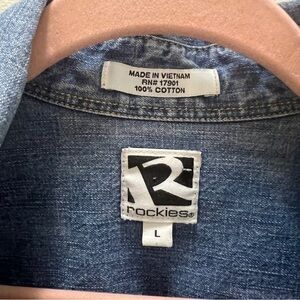 MADE IN VIETNAM
RN# 17901
100% COTTON
R
rockies®
L